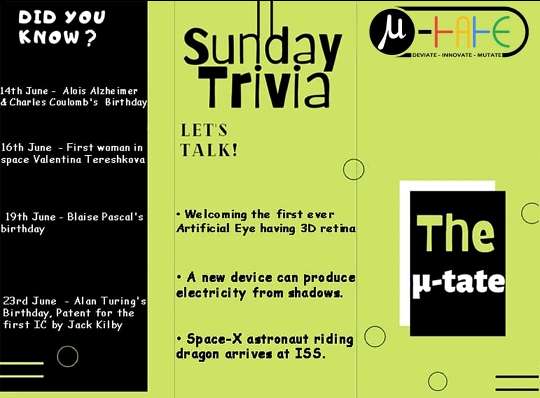 DID YOU
KNOW?
14th June - Alois Alzheimer
& Charles Coulomb's Birthday
16th June - First woman in
space Valentina Tereshkova
19th June - Blaise Pascal's
birthday
23rd June - Alan Turing's
Birthday, Patent for the
first IC by Jack Kilby
Sunday
Trivia
LET'S
TALK!
• Welcoming the first ever
Artificial Eye having 3D retina
• A new device can produce
electricity from shadows.
• Space-X astronaut riding
dragon arrives at ISS.
μ-TATE
DEVIATE - INNOVATE - MUTATE
The
μ-tate